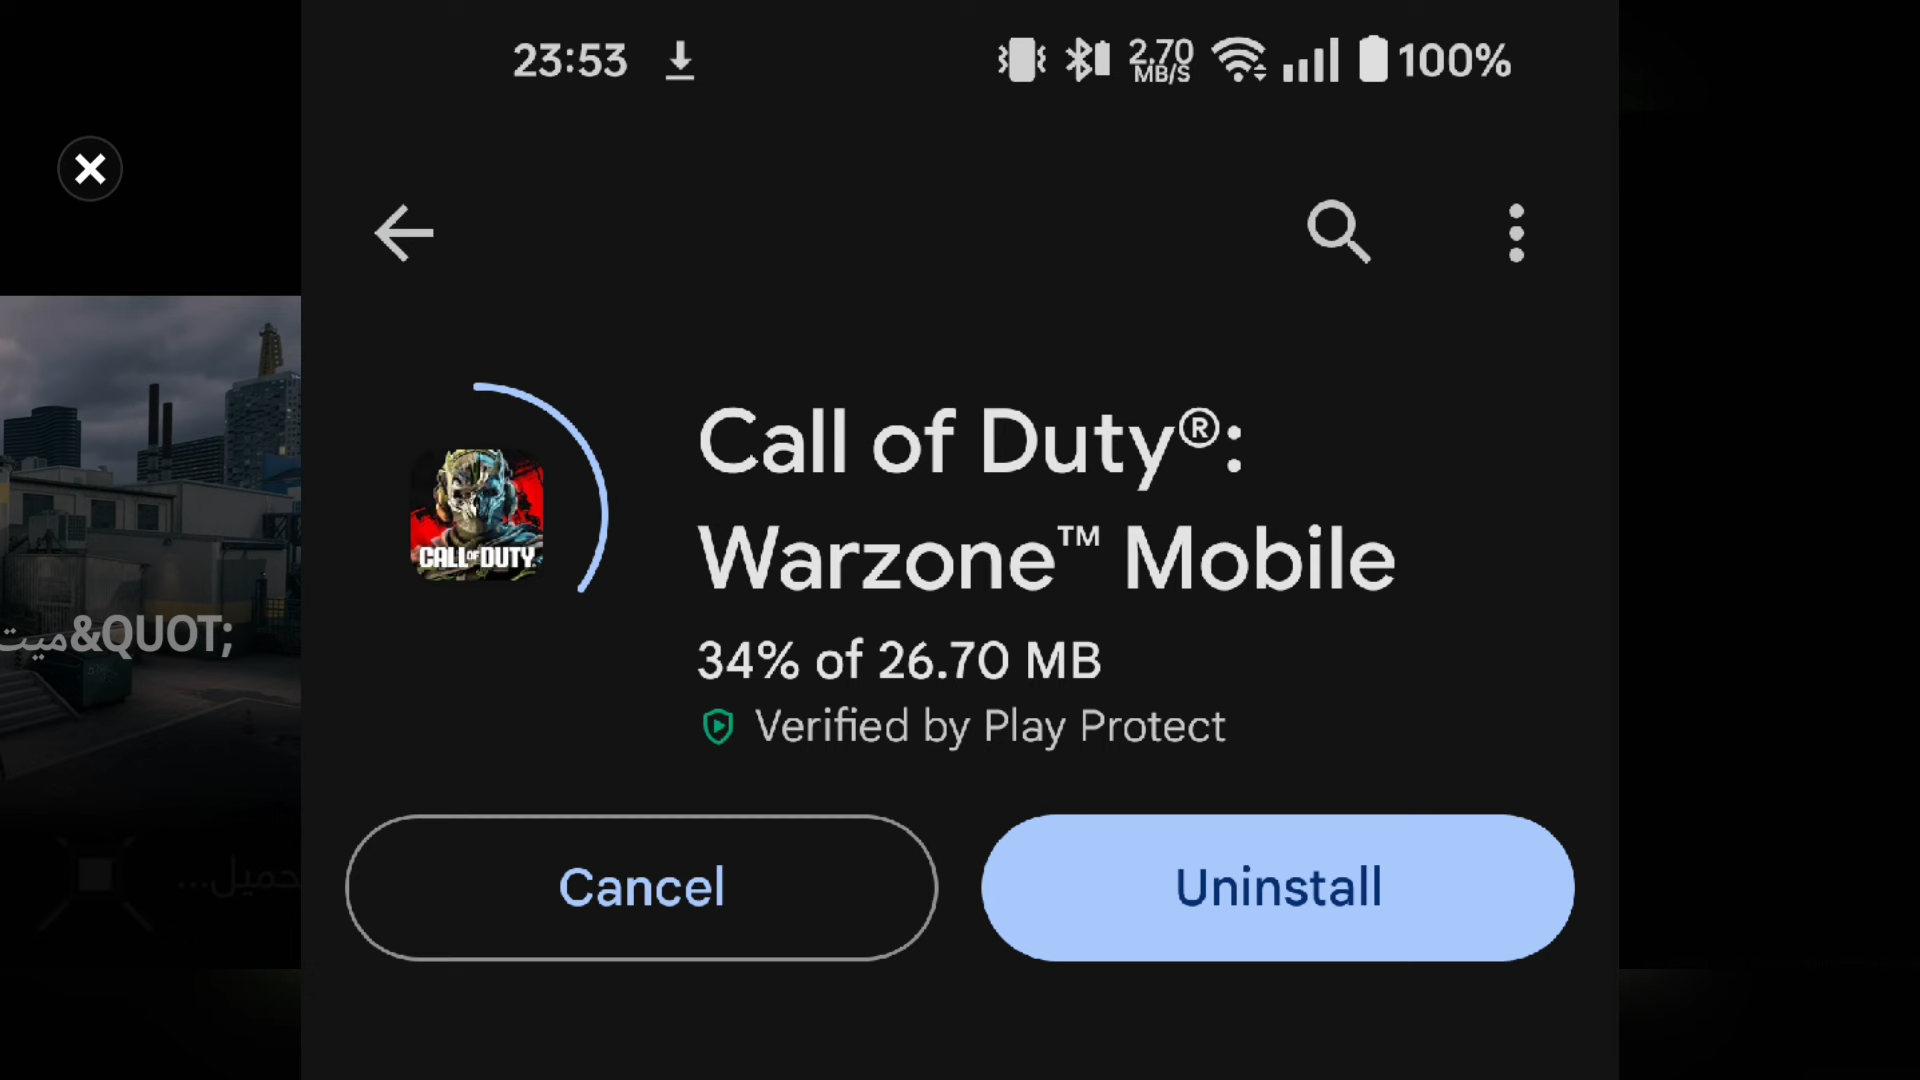 23:53
2.70 MB/S
100%
Call of Duty®:
Warzone™ Mobile
CALL OF DUTY
34% of 26.70 MB
Verified by Play Protect
ميت&QUOT;
Cancel
Uninstall